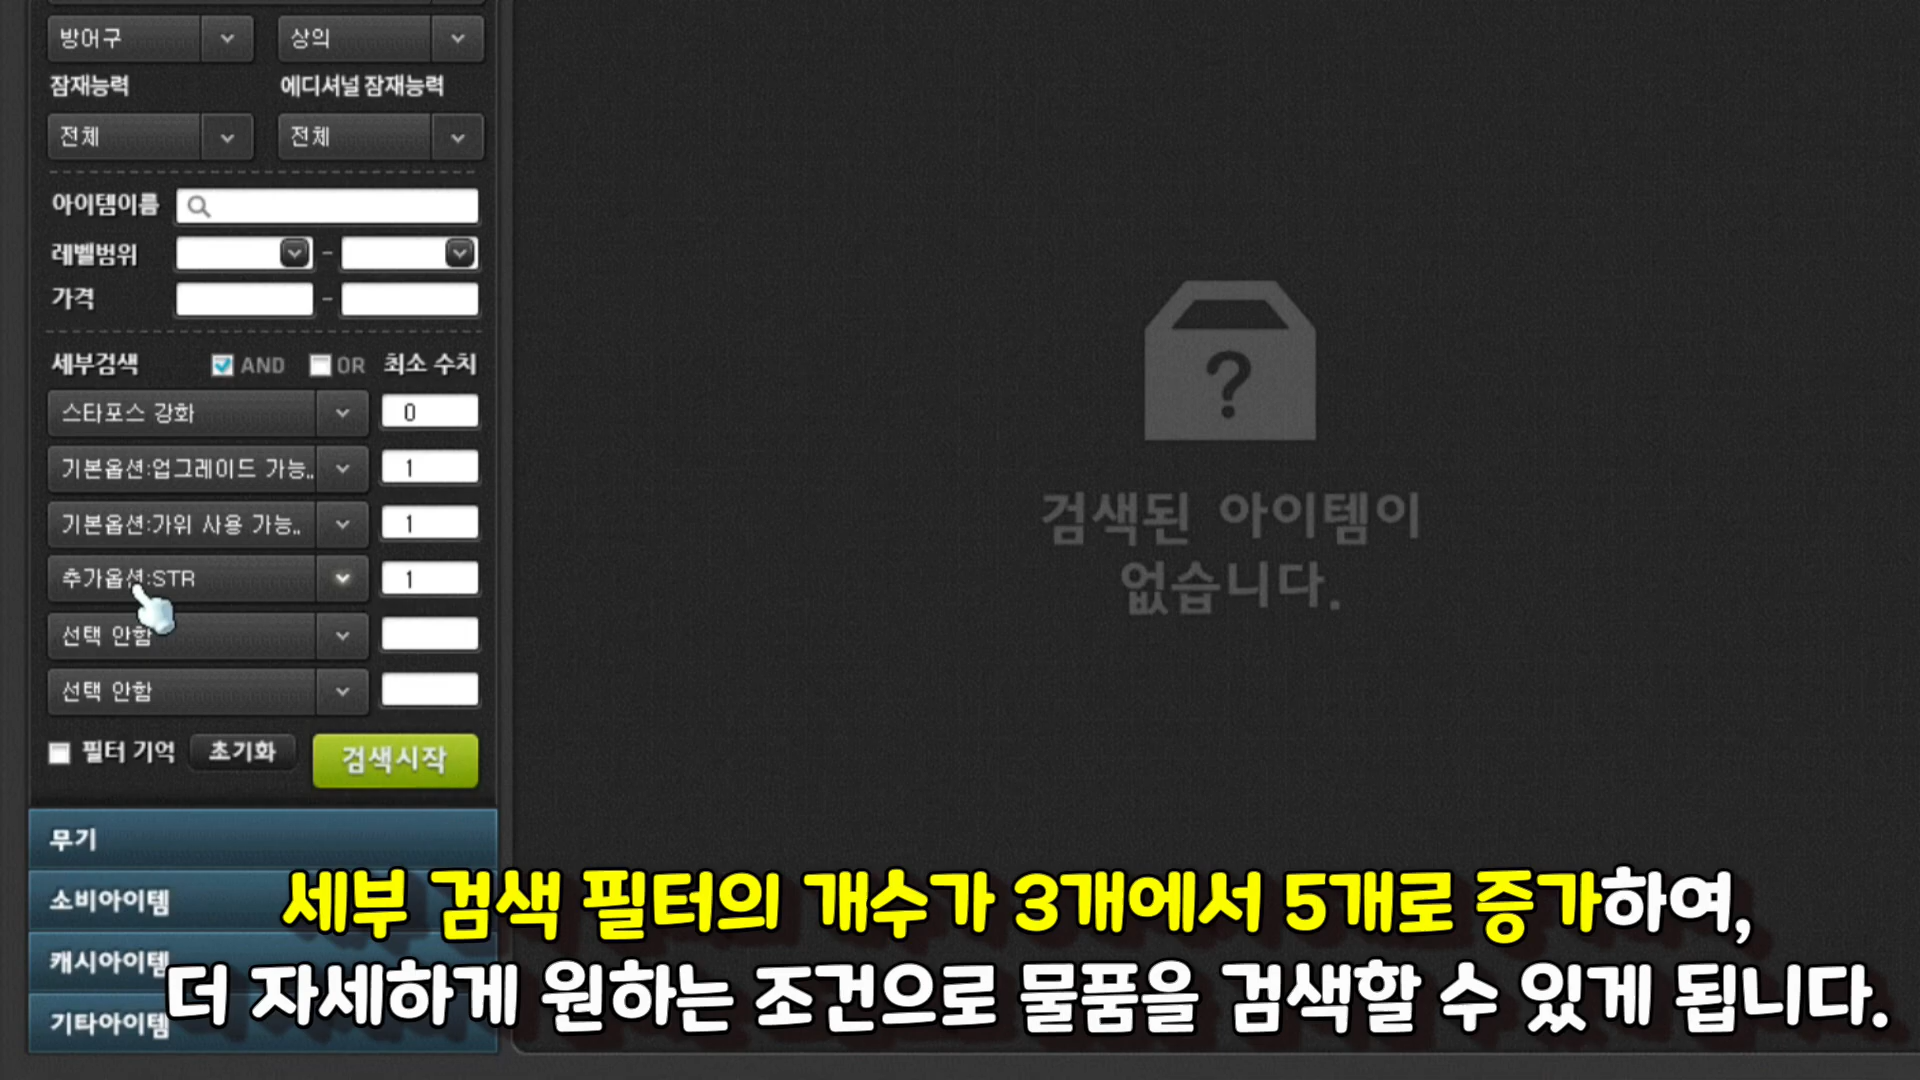 방어구 상의
잠재능력 에디셔널 잠재능력
전체 전체
아이템이름
레벨범위 -
가격 -
세부검색 AND OR 최소 수치
스타포스 강화 0
기본옵션:업그레이드 가능.. 1
기본옵션:가위 사용 가능.. 1
추가옵션:STR 1
선택 안함
선택 안함
필터 기억 초기화 검색시작
무기
소비아이템
캐시아이템
기타아이템
?
검색된 아이템이
없습니다.
세부 검색 필터의 개수가 3개에서 5개로 증가하여,
더 자세하게 원하는 조건으로 물품을 검색할 수 있게 됩니다.